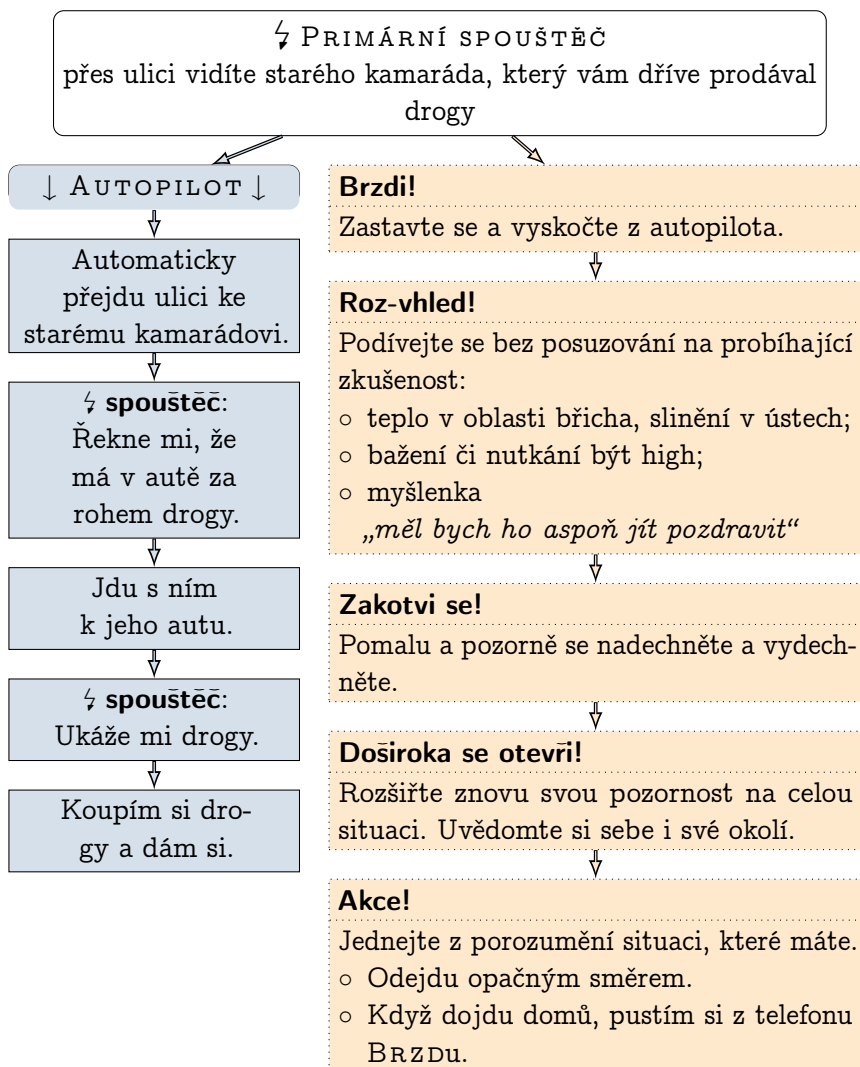 ↯ PRIMÁRNÍ SPOUŠTĚČ
přes ulici vidíte starého kamaráda, který vám dříve prodával
drogy
↓ AUTOPILOT ↓
Automaticky
přejdu ulici ke
starému kamarádovi.
↯ spouštěč:
Řekne mi, že
má v autě za
rohem drogy.
Jdu s ním
k jeho autu.
↯ spouštěč:
Ukáže mi drogy.
Koupím si dro-
gy a dám si.
Brzdi!
Zastavte se a vyskočte z autopilota.
Roz-vhled!
Podívejte se bez posuzování na probíhající
zkušenost:
○ teplo v oblasti břicha, slinění v ústech;
○ bažení či nutkání být high;
○ myšlenka
„měl bych ho aspoň jít pozdravit“
Zakotvi se!
Pomalu a pozorně se nadechněte a vydech-
něte.
Doširoka se otevři!
Rozšiřte znovu svou pozornost na celou
situaci. Uvědomte si sebe i své okolí.
Akce!
Jednejte z porozumění situaci, které máte.
○ Odejdu opačným směrem.
○ Když dojdu domů, pustím si z telefonu
BRZDu.